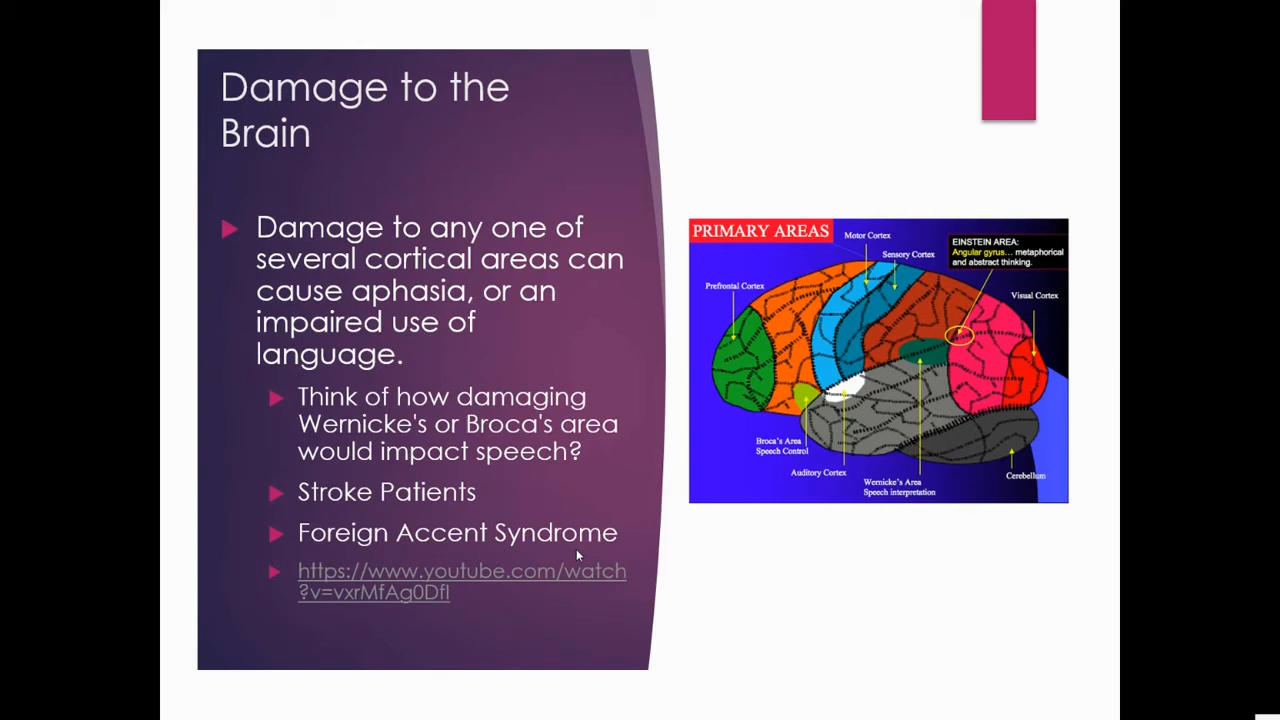 Damage to the
Brain
Damage to any one of
several cortical areas can
cause aphasia, or an
impaired use of
language.
Think of how damaging
Wernicke's or Broca's area
would impact speech?
Stroke Patients
Foreign Accent Syndrome
https://www.youtube.com/watch
?v=vxrMfAg0DfI
PRIMARY AREAS
Motor Cortex
Sensory Cortex
EINSTEIN AREA:
Angular gyrus... metaphorical
and abstract thinking.
Prefrontal Cortex
Visual Cortex
Broca's Area
Speech Control
Auditory Cortex
Wernicke's Area
Speech interpretation
Cerebellum